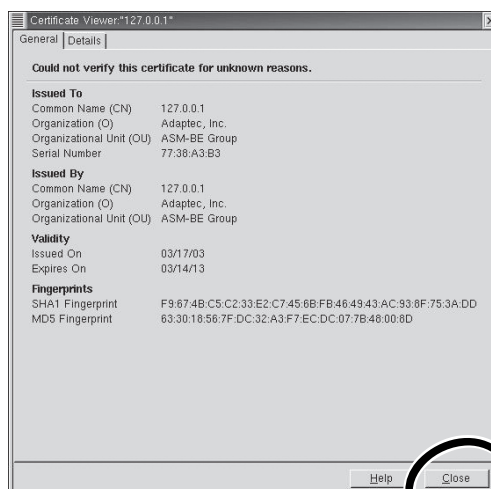 Certificate Viewer:"127.0.0.1"
General Details
Could not verify this certificate for unknown reasons.
Issued To
Common Name (CN) 127.0.0.1
Organization (O) Adaptec, Inc.
Organizational Unit (OU) ASM-BE Group
Serial Number 77:38:A3:B3
Issued By
Common Name (CN) 127.0.0.1
Organization (O) Adaptec, Inc.
Organizational Unit (OU) ASM-BE Group
Validity
Issued On 03/17/03
Expires On 03/14/13
Fingerprints
SHA1 Fingerprint F9:67:4B:C5:C2:33:E2:C7:45:6B:FB:46:49:43:AC:93:8F:75:3A:DD
MD5 Fingerprint 63:30:18:56:7F:DC:32:A3:F7:EC:DC:07:7B:48:00:8D
Help Close